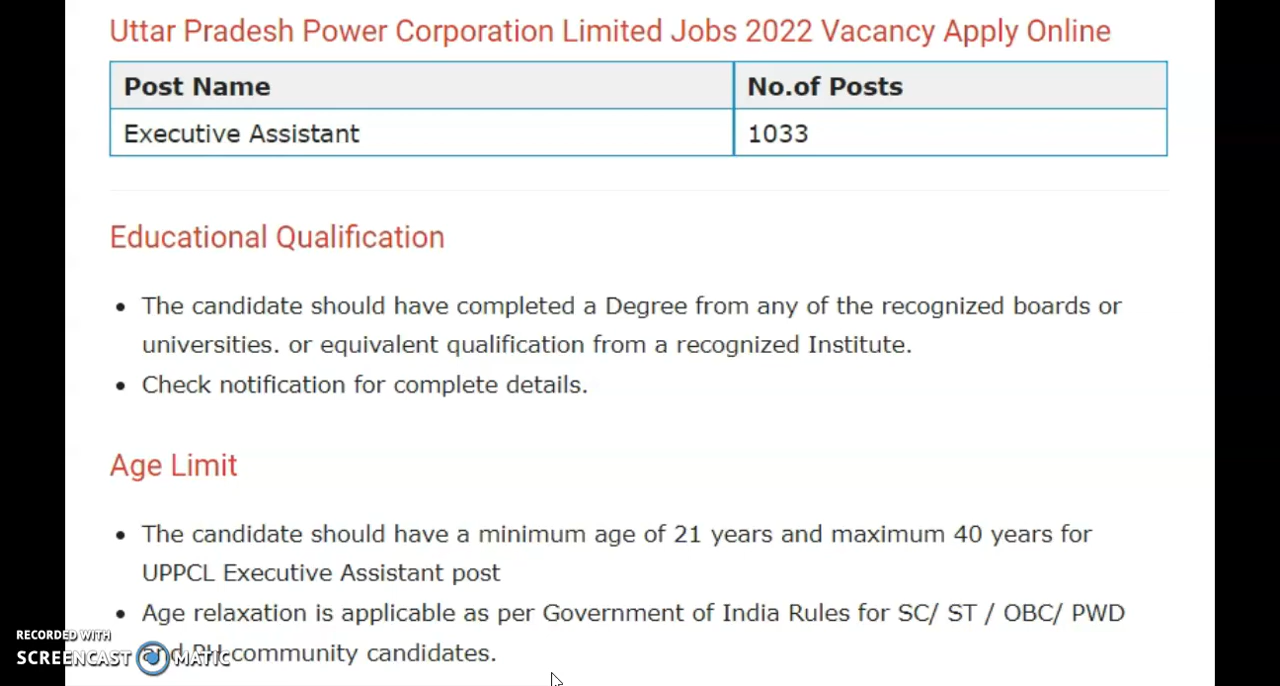 Uttar Pradesh Power Corporation Limited Jobs 2022 Vacancy Apply Online
Post Name No.of Posts
Executive Assistant 1033
Educational Qualification
• The candidate should have completed a Degree from any of the recognized boards or
universities. or equivalent qualification from a recognized Institute.
• Check notification for complete details.
Age Limit
• The candidate should have a minimum age of 21 years and maximum 40 years for
UPPCL Executive Assistant post
• Age relaxation is applicable as per Government of India Rules for SC/ ST / OBC/ PWD
and PH community candidates.
RECORDED WITH
SCREENCAST MATIC